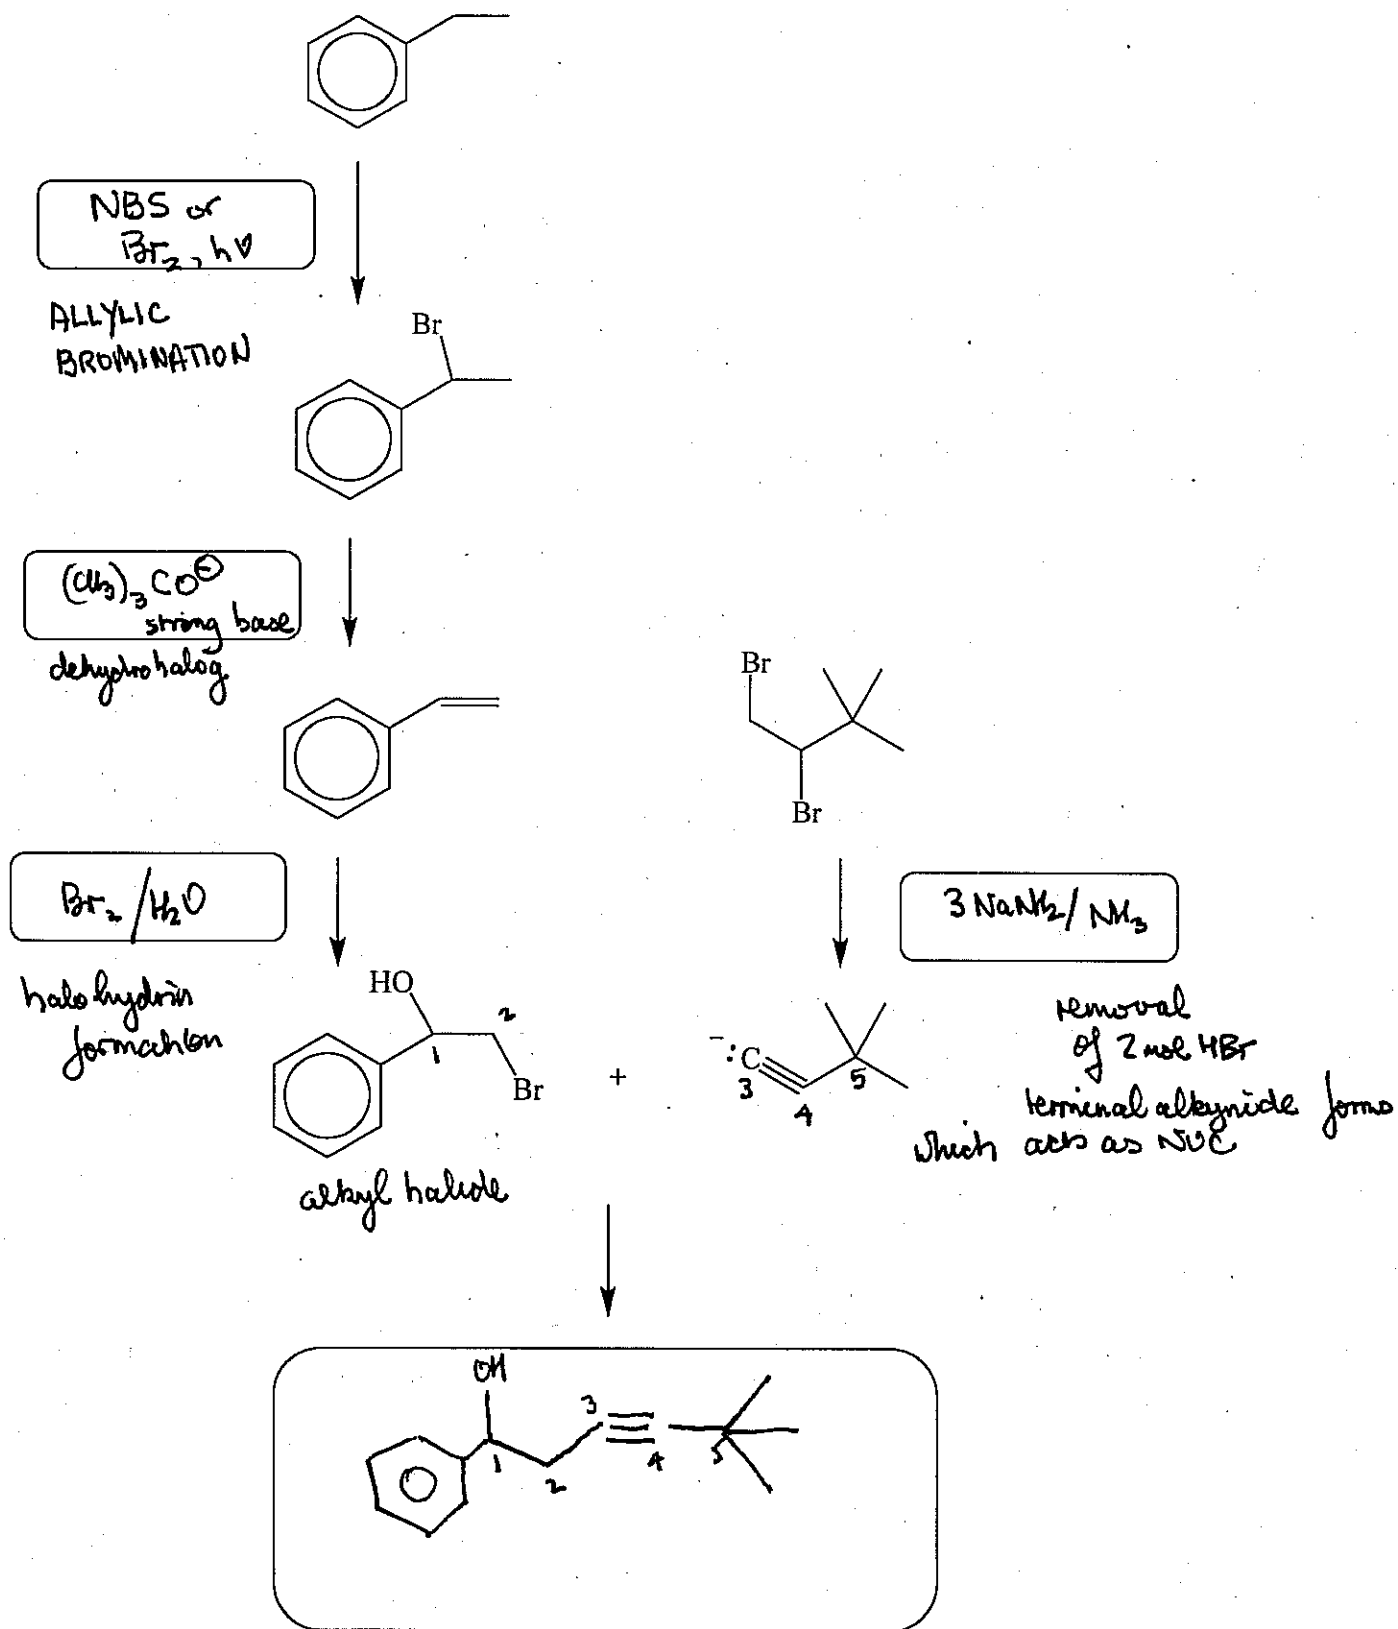 NBS or
Br₂, hν
ALLYLIC
BROMINATION
Br
(CH₃)₃CO⊖
strong base
dehydrohalog.
Br
Br
Br₂/H₂O
3 NaNH₂/NH₃
halohydrin
formation
HO
1
2
Br
alkyl halide
+
⁻:C
3
4
5
removal
of 2 mol HBr
terminal alkynide forms
which acts as NUC
OH
1
2
3
4
5